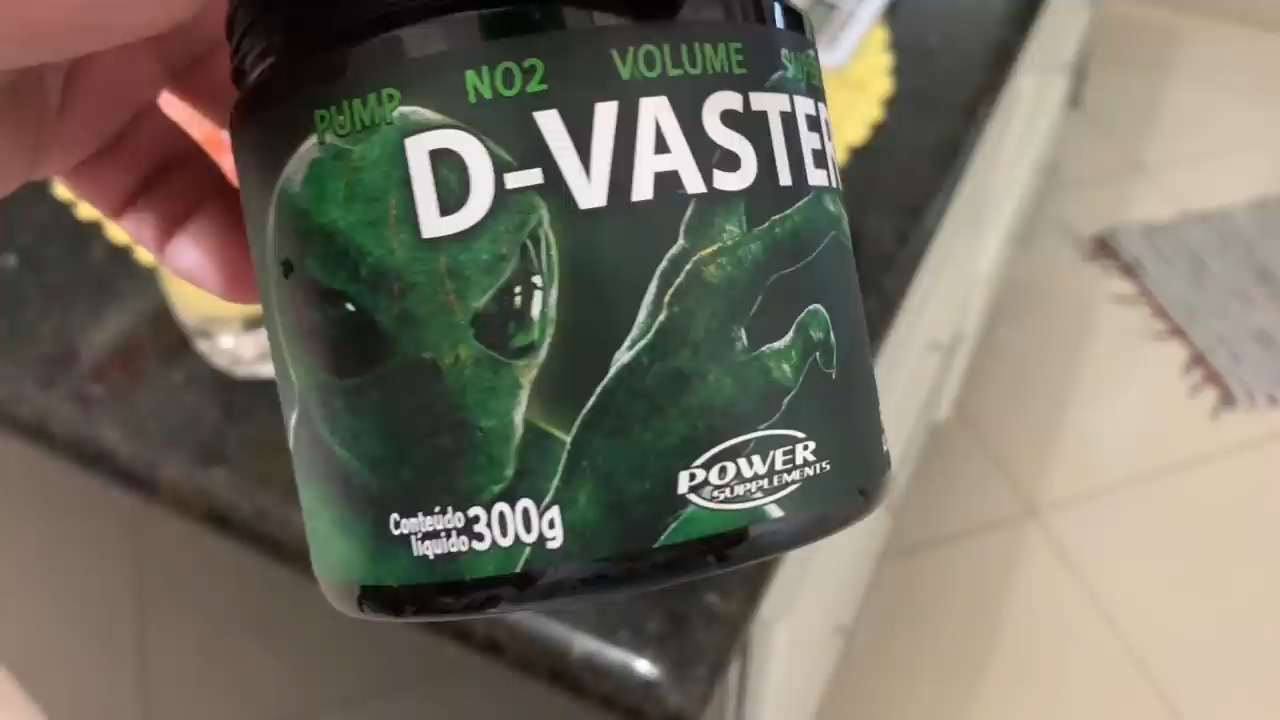 PUMP NO2 VOLUME
D-VASTER
POWER
SUPPLEMENTS
Conteúdo
líquido 300g